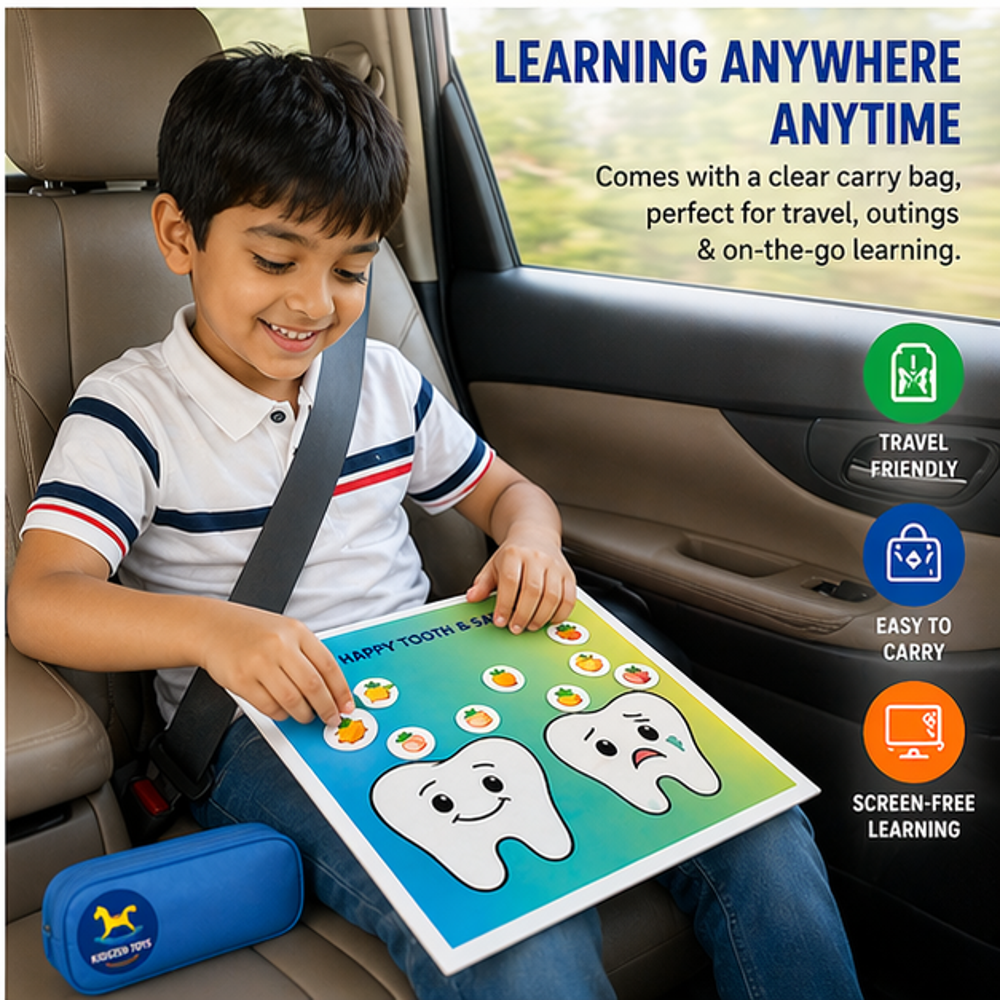 LEARNING ANYWHERE
ANYTIME
Comes with a clear carry bag,
perfect for travel, outings
& on-the-go learning.
TRAVEL
FRIENDLY
EASY TO
CARRY
SCREEN-FREE
LEARNING
HAPPY TOOTH & SA
TOYS